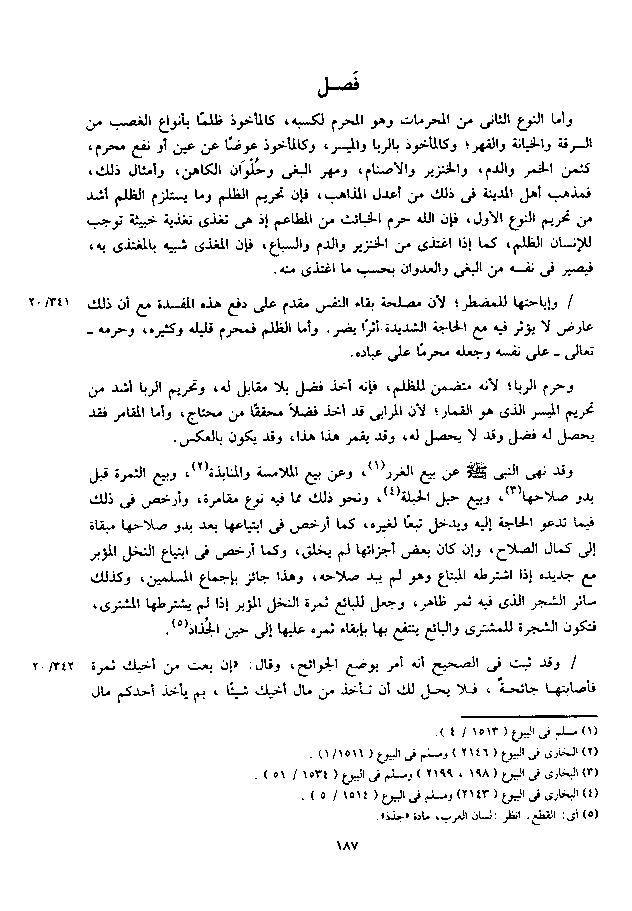 فَصــل
وأما النوع الثانى من المحرمات وهو المحرم لكسبه، كالمأخوذ ظلمًا بأنواع الغصب من
السرقة والخيانة والقهر؛ وكالمأخوذ بالربا والميسر، وكالمأخوذ عوضًا عن عين أو نفع محرم،
كثمن الخمر والدم، والخنزير والأصنام، ومهر البغى وحُلْوَان الكاهن، وأمثال ذلك،
فمذهب أهل المدينة فى ذلك من أعدل المذاهب، فإن تحريم الظلم وما يستلزم الظلم أشد
من تحريم النوع الأول، فإن الله حرم الخبائث من المطاعم إذ هى تغذى تغذية خبيثة توجب
للإنسان الظلم، كما إذا اغتذى من الخنزير والدم والسباع، فإن المغذى شبيه بالمغتذى به،
فيصير فى نفسه من البغى والعدوان بحسب ما اغتذى منه.
/ وإباحتها للمضطر؛ لأن مصلحة بقاء النفس مقدم على دفع هذه المفسدة مع أن ذلك ٢٠/٣٤١
عارض لا يؤثر فيه مع الحاجة الشديدة أثرًا يضر. وأما الظلم فمحرم قليله وكثيره، وحرمه ـ
تعالى ـ على نفسه وجعله محرمًا على عباده.
وحرم الربا؛ لأنه متضمن للظلم، فإنه أخذ فضل بلا مقابل له، وتحريم الربا أشد من
تحريم الميسر الذى هو القمار؛ لأن المرابى قد أخذ فضلاً محققًا من محتاج، وأما المقامر فقد
يحصل له فضل وقد لا يحصل له، وقد يقمر هذا هذا، وقد يكون بالعكس.
وقد نهى النبى ﷺ عن بيع الغرر(١)، وعن بيع الملامسة والمنابذة(٢)، وبيع الثمرة قبل
بدو صلاحها(٣)، وبيع حبل الحبلة(٤)، ونحو ذلك مما فيه نوع مقامرة، وأرخص فى ذلك
فيما تدعو الحاجة إليه ويدخل تبعًا لغيره، كما أرخص فى ابتياعها بعد بدو صلاحها مبقاة
إلى كمال الصلاح، وإن كان بعض أجزائها لم يخلق، وكما أرخص فى ابتياع النخل المؤبر
مع جديده إذا اشترطه المبتاع وهو لم يبد صلاحه، وهذا جائز بإجماع المسلمين، وكذلك
سائر الشجر الذى فيه ثمر ظاهر، وجعل للبائع ثمرة النخل المؤبر إذا لم يشترطها المشترى،
فتكون الشجرة للمشترى والبائع ينتفع بها بإبقاء ثمره عليها إلى حين الجُذاذ(٥).
/ وقد ثبت فى الصحيح أنه أمر بوضع الجوائح، وقال: «إن بعت من أخيك ثمرة ٢٠/٣٤٢
فأصابتها جائحةٌ، فلا يحل لك أن تأخذ من مال أخيك شيئًا، بم يأخذ أحدكم مال
(١) مسلم فى البيوع ( ١٥١٣ / ٤ ).
(٢) البخارى فى البيوع ( ٢١٤٦ ) ومسلم فى البيوع ( ١٥١١ /١).
(٣) البخارى فى البيوع ( ١٩٨ ، ٢١٩٩ ) ومسلم فى البيوع ( ١٥٣٤ / ٥١ ) .
(٤) البخارى فى البيوع ( ٢١٤٣ ) ومسلم فى البيوع ( ١٥١٤ / ٥ ) .
(٥) أى: القطع. انظر: لسان العرب، مادة «جذذ».
١٨٧